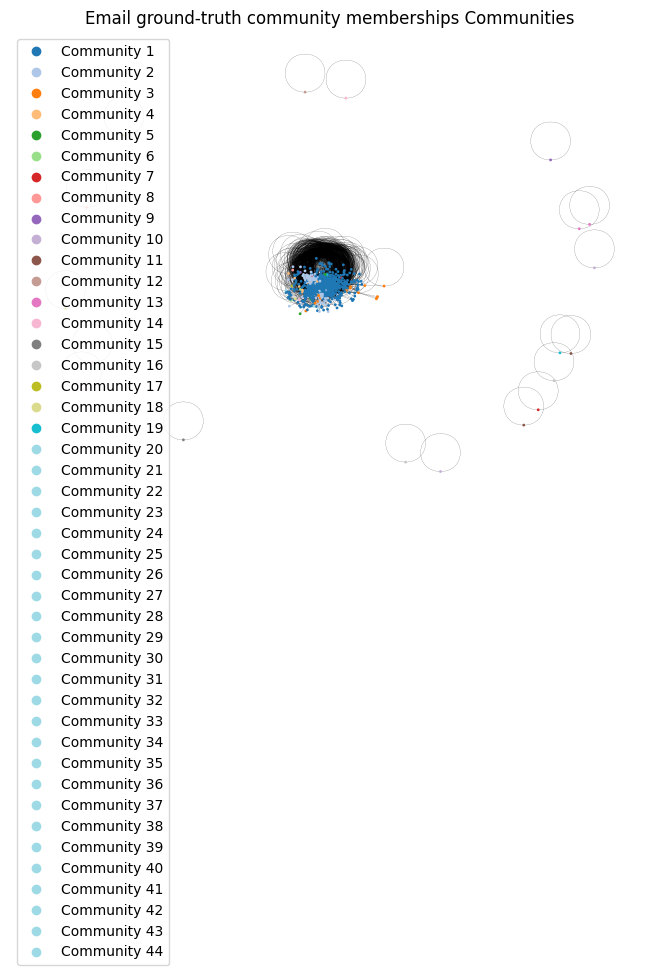 Email ground-truth community memberships Communities
Community 1
Community 2
Community 3
Community 4
Community 5
Community 6
Community 7
Community 8
Community 9
Community 10
Community 11
Community 12
Community 13
Community 14
Community 15
Community 16
Community 17
Community 18
Community 19
Community 20
Community 21
Community 22
Community 23
Community 24
Community 25
Community 26
Community 27
Community 28
Community 29
Community 30
Community 31
Community 32
Community 33
Community 34
Community 35
Community 36
Community 37
Community 38
Community 39
Community 40
Community 41
Community 42
Community 43
Community 44